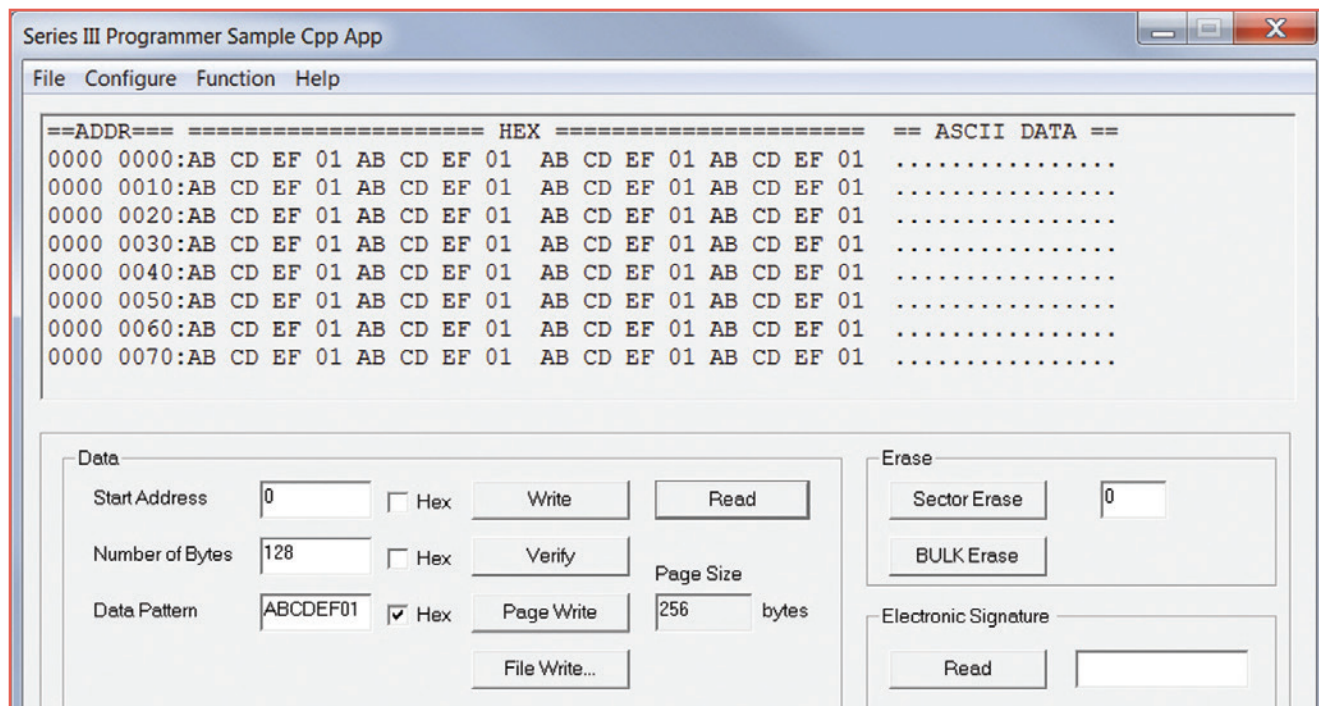 Series III Programmer Sample Cpp App
File Configure Function Help
==ADDR=== ===================== HEX ====================== == ASCII DATA ==
0000 0000:AB CD EF 01 AB CD EF 01 AB CD EF 01 AB CD EF 01 ................
0000 0010:AB CD EF 01 AB CD EF 01 AB CD EF 01 AB CD EF 01 ................
0000 0020:AB CD EF 01 AB CD EF 01 AB CD EF 01 AB CD EF 01 ................
0000 0030:AB CD EF 01 AB CD EF 01 AB CD EF 01 AB CD EF 01 ................
0000 0040:AB CD EF 01 AB CD EF 01 AB CD EF 01 AB CD EF 01 ................
0000 0050:AB CD EF 01 AB CD EF 01 AB CD EF 01 AB CD EF 01 ................
0000 0060:AB CD EF 01 AB CD EF 01 AB CD EF 01 AB CD EF 01 ................
0000 0070:AB CD EF 01 AB CD EF 01 AB CD EF 01 AB CD EF 01 ................
Data
Start Address 0 Hex Write Read
Number of Bytes 128 Hex Verify
Page Size
Data Pattern ABCDEF01 Hex Page Write 256 bytes
File Write...
Erase
Sector Erase 0
BULK Erase
Electronic Signature
Read